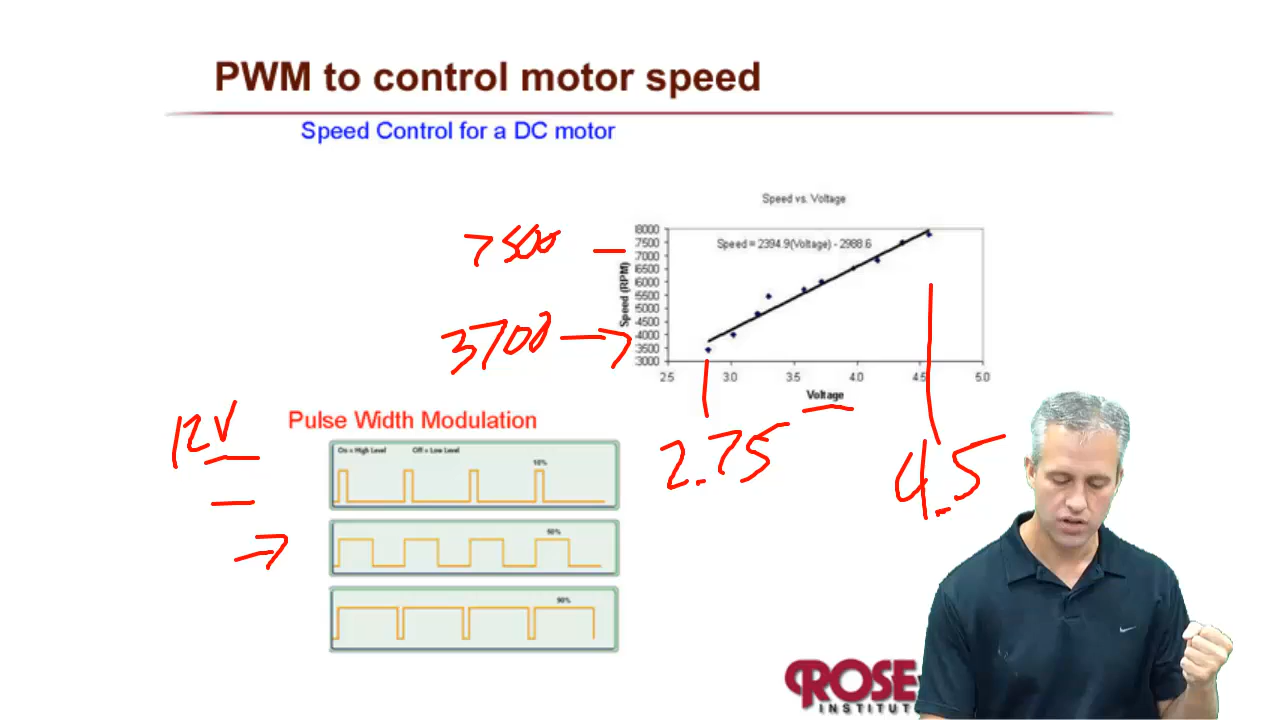 PWM to control motor speed
Speed Control for a DC motor
Speed vs. Voltage
Speed = 2394.9(Voltage) - 2988.6
Speed (RPM)
8000
7500
7000
6500
6000
5500
5000
4500
4000
3500
3000
2.5 3.0 3.5 4.0 4.5 5.0
Voltage
7500
3700
2.75
4.5
12V
Pulse Width Modulation
On = High Level Off = Low Level
10%
50%
90%
ROSE
INSTITU